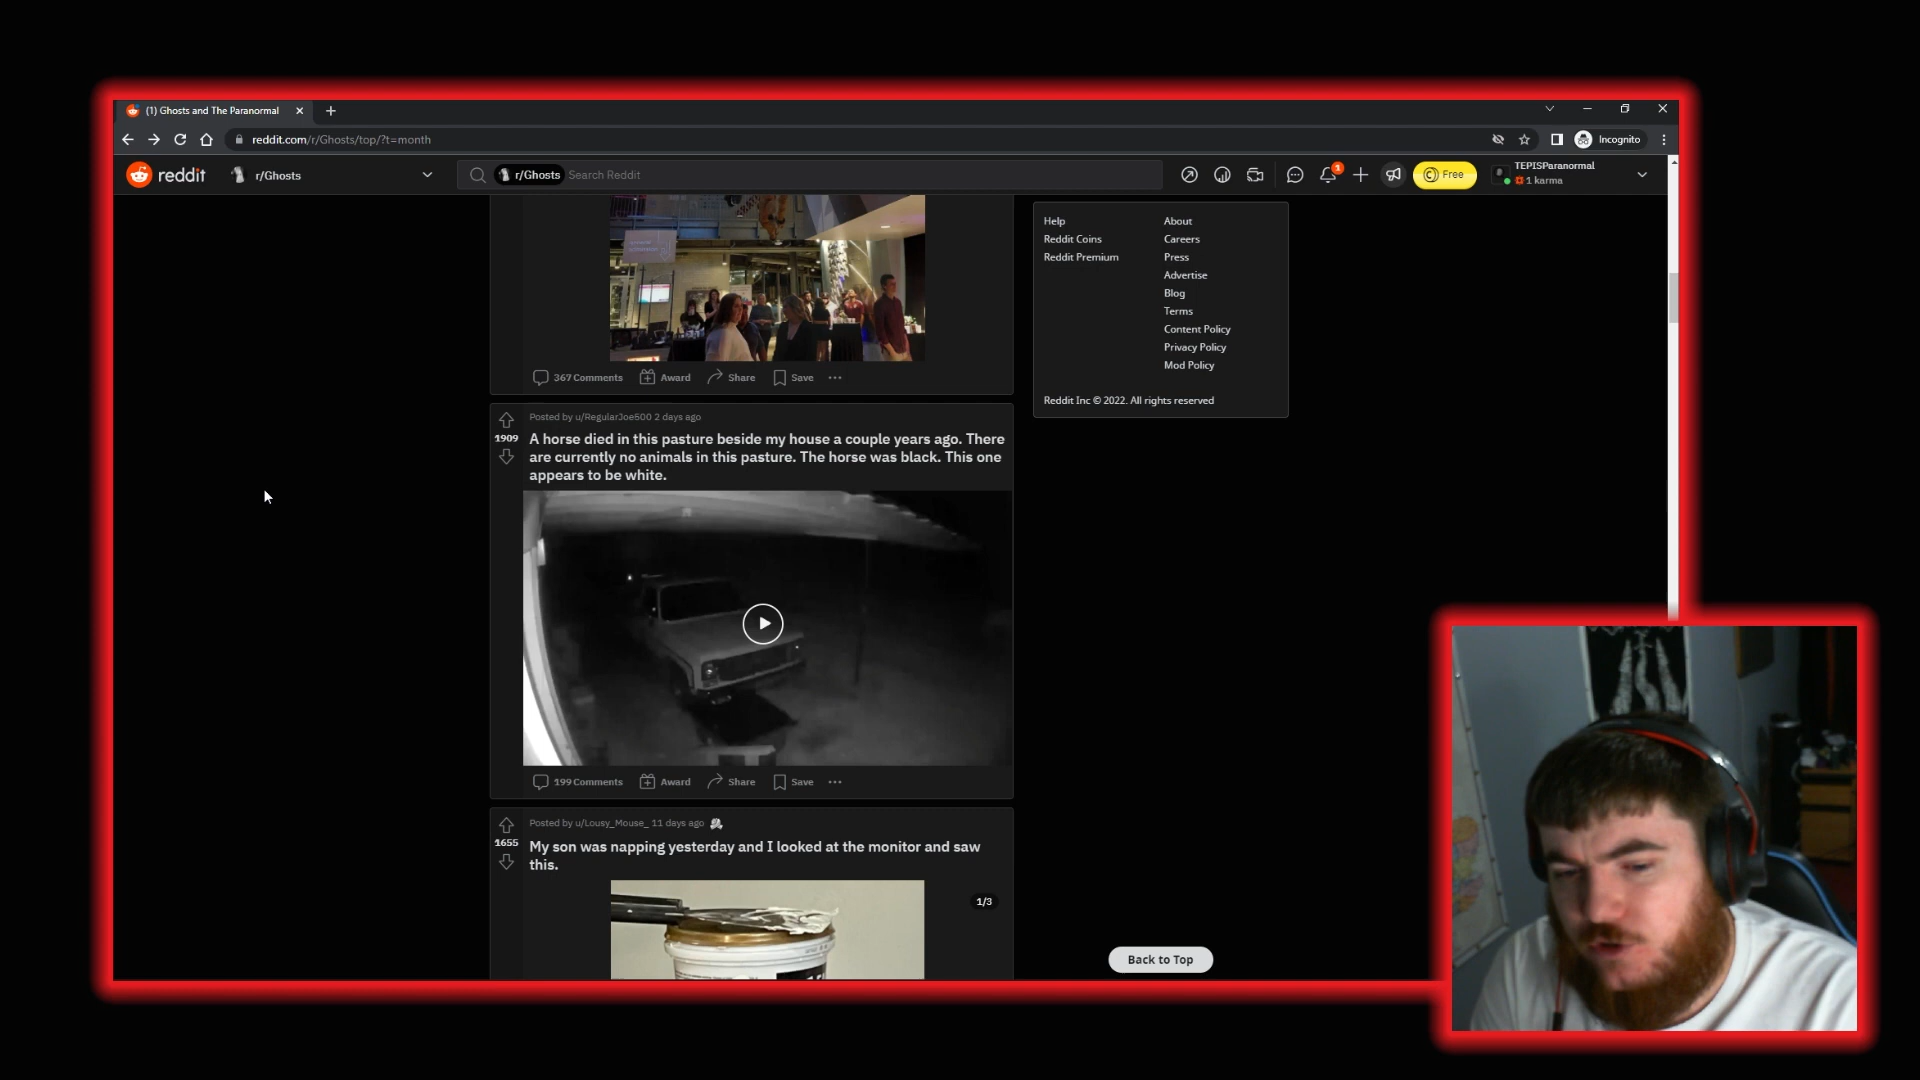 (1) Ghosts and The Paranormal
reddit.com/r/Ghosts/top/?t=month
Incognito
reddit
r/Ghosts
r/Ghosts Search Reddit
1
Free
TEPISParanormal
1 karma
Help
About
Reddit Coins
Careers
Reddit Premium
Press
Advertise
Blog
Terms
Content Policy
Privacy Policy
Mod Policy
Reddit Inc © 2022. All rights reserved
367 Comments Award Share Save
Posted by u/RegularJoe500 2 days ago
1909
A horse died in this pasture beside my house a couple years ago. There
are currently no animals in this pasture. The horse was black. This one
appears to be white.
199 Comments Award Share Save
Posted by u/Lousy_Mouse_ 11 days ago
1655
My son was napping yesterday and I looked at the monitor and saw
this.
1/3
Back to Top